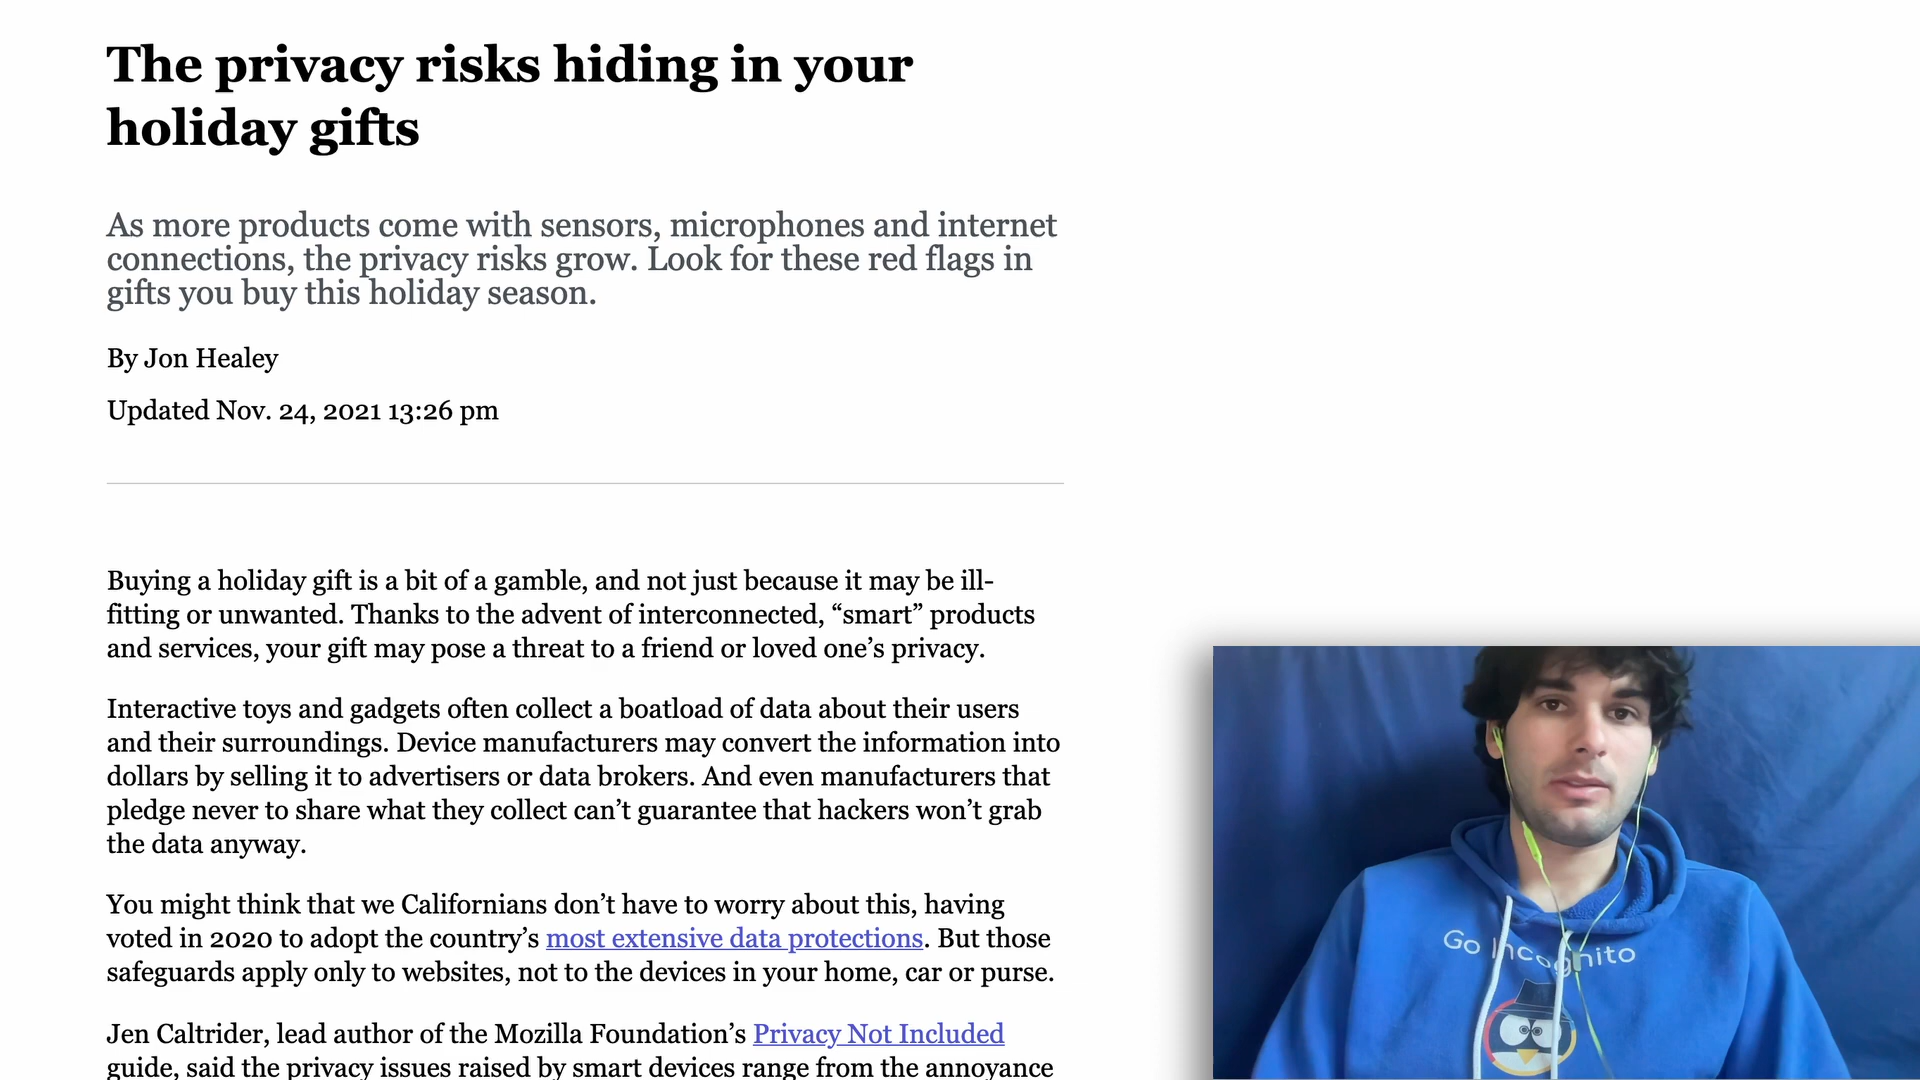 The privacy risks hiding in your
holiday gifts
As more products come with sensors, microphones and internet
connections, the privacy risks grow. Look for these red flags in
gifts you buy this holiday season.
By Jon Healey
Updated Nov. 24, 2021 13:26 pm
Buying a holiday gift is a bit of a gamble, and not just because it may be ill-
fitting or unwanted. Thanks to the advent of interconnected, “smart” products
and services, your gift may pose a threat to a friend or loved one’s privacy.
Interactive toys and gadgets often collect a boatload of data about their users
and their surroundings. Device manufacturers may convert the information into
dollars by selling it to advertisers or data brokers. And even manufacturers that
pledge never to share what they collect can’t guarantee that hackers won’t grab
the data anyway.
You might think that we Californians don’t have to worry about this, having
voted in 2020 to adopt the country’s most extensive data protections. But those
safeguards apply only to websites, not to the devices in your home, car or purse.
Jen Caltrider, lead author of the Mozilla Foundation’s Privacy Not Included
guide, said the privacy issues raised by smart devices range from the annoyance
Go Incognito